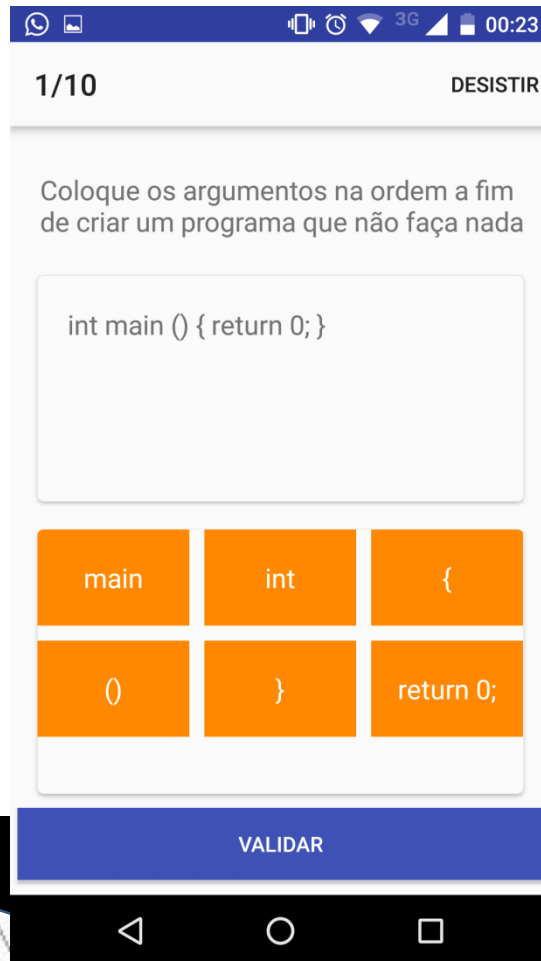 3G 00:23
1/10 DESISTIR
Coloque os argumentos na ordem a fim
de criar um programa que não faça nada
int main () { return 0; }
main int {
() } return 0;
VALIDAR